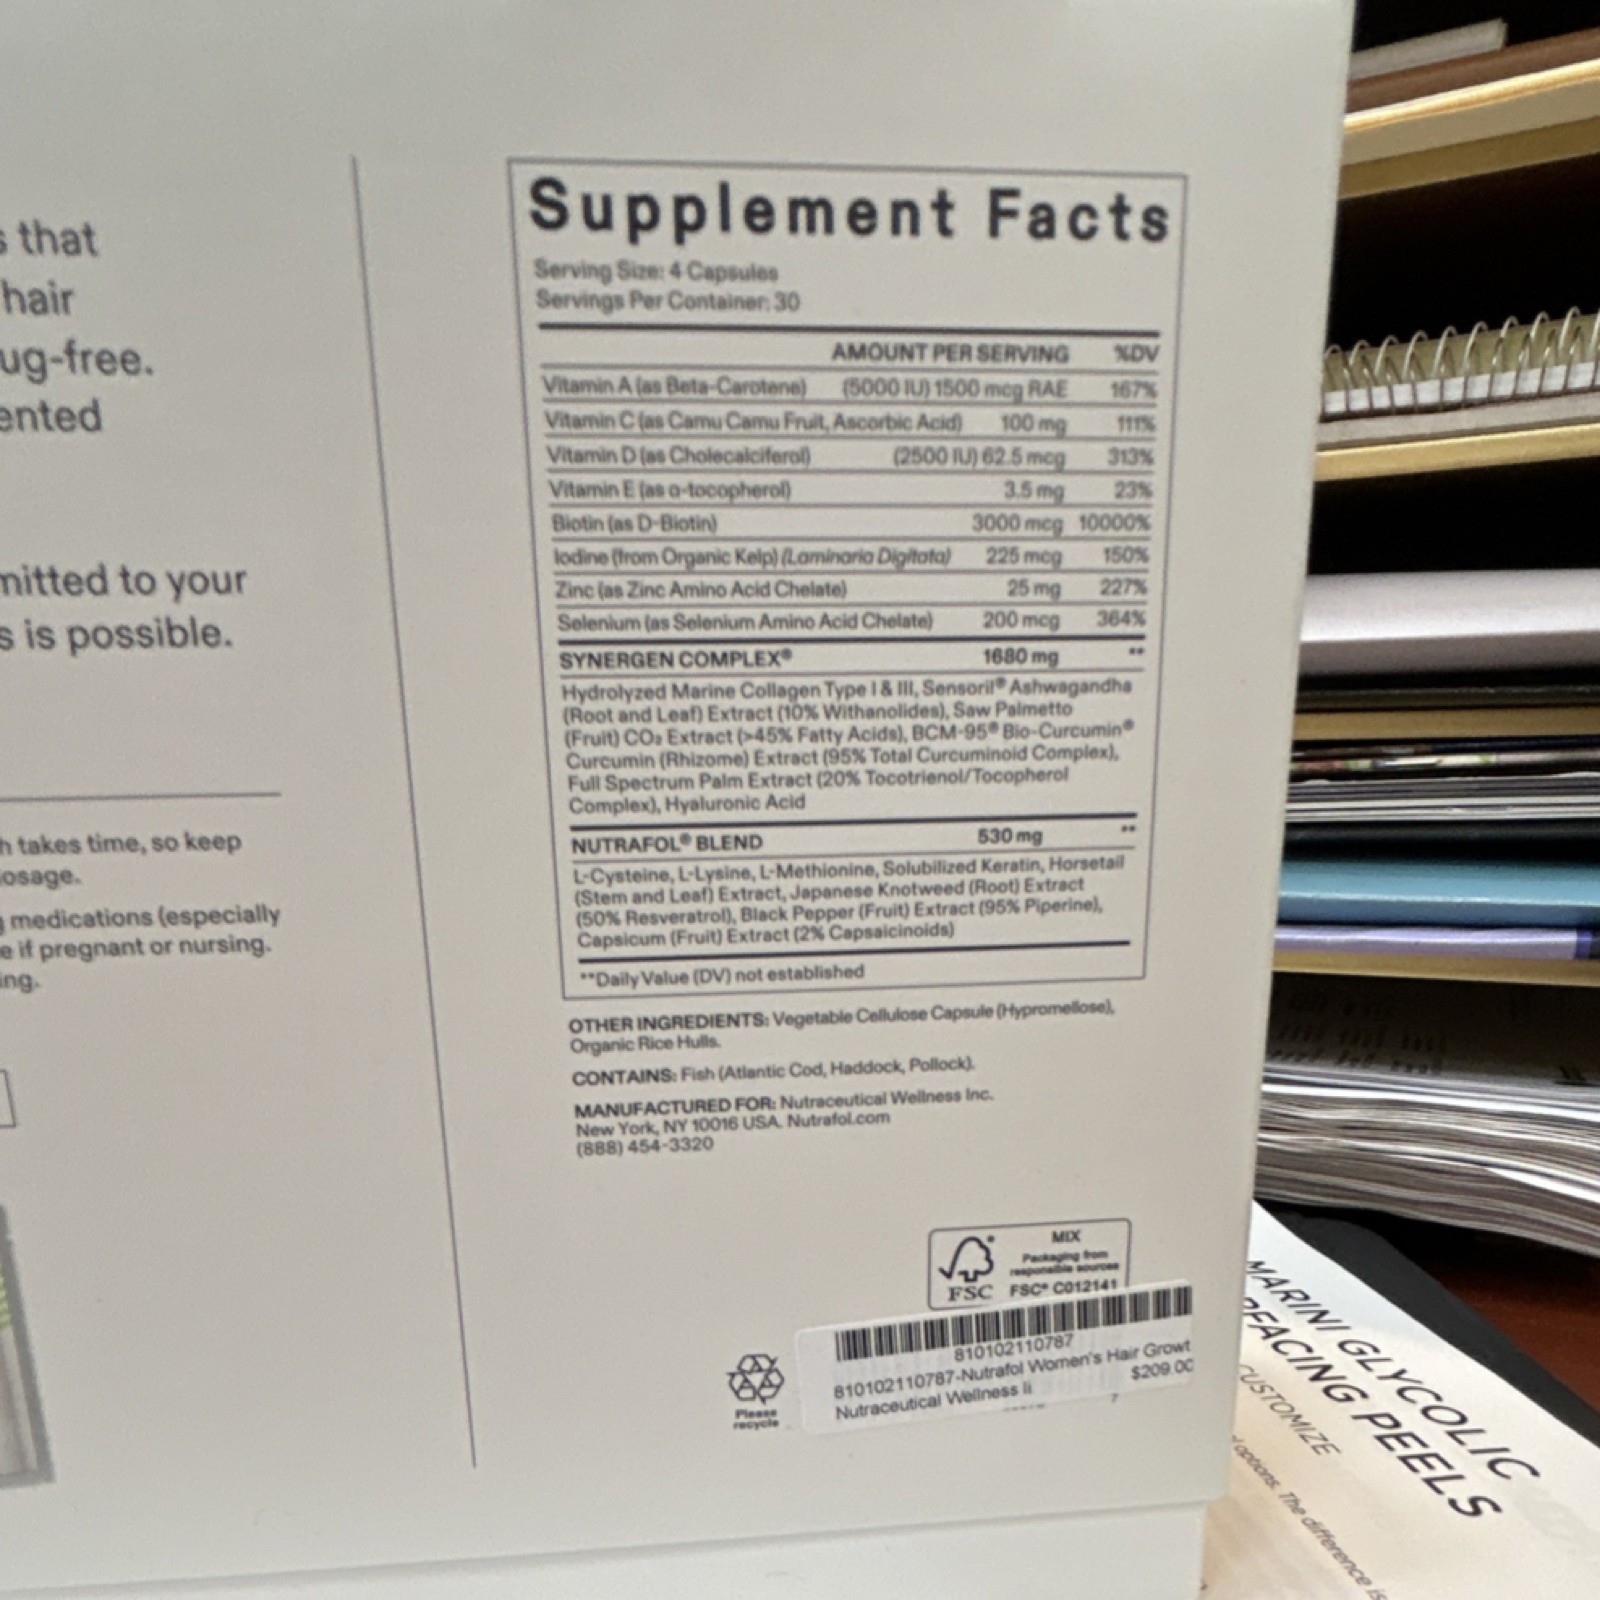 s that
hair
ug-free.
ented
mitted to your
s is possible.
h takes time, so keep
osage.
medications (especially
e if pregnant or nursing.
ing.
Supplement Facts
Serving Size: 4 Capsules
Servings Per Container: 30
AMOUNT PER SERVING %DV
Vitamin A (as Beta-Carotene) (5000 IU) 1500 mcg RAE 167%
Vitamin C (as Camu Camu Fruit, Ascorbic Acid) 100 mg 111%
Vitamin D (as Cholecalciferol) (2500 IU) 62.5 mcg 313%
Vitamin E (as α-tocopherol) 3.5 mg 23%
Biotin (as D-Biotin) 3000 mcg 10000%
Iodine (from Organic Kelp) (Laminaria Digitata) 225 mcg 150%
Zinc (as Zinc Amino Acid Chelate) 25 mg 227%
Selenium (as Selenium Amino Acid Chelate) 200 mcg 364%
SYNERGEN COMPLEX® 1680 mg **
Hydrolyzed Marine Collagen Type I & III, Sensoril® Ashwagandha
(Root and Leaf) Extract (10% Withanolides), Saw Palmetto
(Fruit) CO₂ Extract (>45% Fatty Acids), BCM-95® Bio-Curcumin®
Curcumin (Rhizome) Extract (95% Total Curcuminoid Complex),
Full Spectrum Palm Extract (20% Tocotrienol/Tocopherol
Complex), Hyaluronic Acid
NUTRAFOL® BLEND 530 mg **
L-Cysteine, L-Lysine, L-Methionine, Solubilized Keratin, Horsetail
(Stem and Leaf) Extract, Japanese Knotweed (Root) Extract
(50% Resveratrol), Black Pepper (Fruit) Extract (95% Piperine),
Capsicum (Fruit) Extract (2% Capsaicinoids)
**Daily Value (DV) not established
OTHER INGREDIENTS: Vegetable Cellulose Capsule (Hypromellose),
Organic Rice Hulls.
CONTAINS: Fish (Atlantic Cod, Haddock, Pollock).
MANUFACTURED FOR: Nutraceutical Wellness Inc.
New York, NY 10016 USA. Nutrafol.com
(888) 454-3320
MIX
Packaging from
responsible sources
FSC FSC® C012141
810102110787
810102110787-Nutrafol Women's Hair Growt
Nutraceutical Wellness li $209.00
Please
recycle
MARINI GLYCOLIC
RFACING PEELS
CUSTOMIZE
options. The difference is